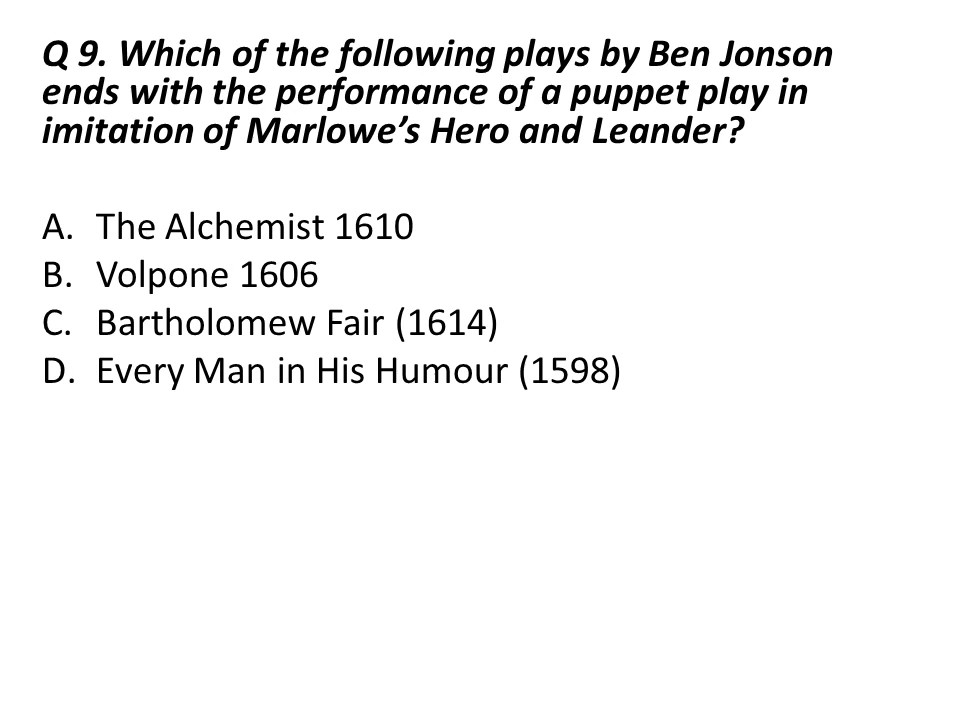 Q 9. Which of the following plays by Ben Jonson
ends with the performance of a puppet play in
imitation of Marlowe’s Hero and Leander?
A. The Alchemist 1610
B. Volpone 1606
C. Bartholomew Fair (1614)
D. Every Man in His Humour (1598)